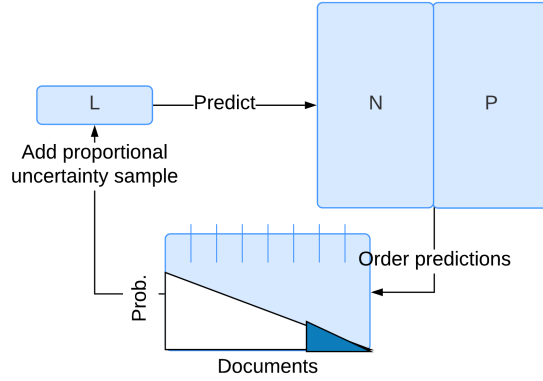 L
Predict
N
P
Add proportional
uncertainty sample
Order predictions
Prob.
Documents